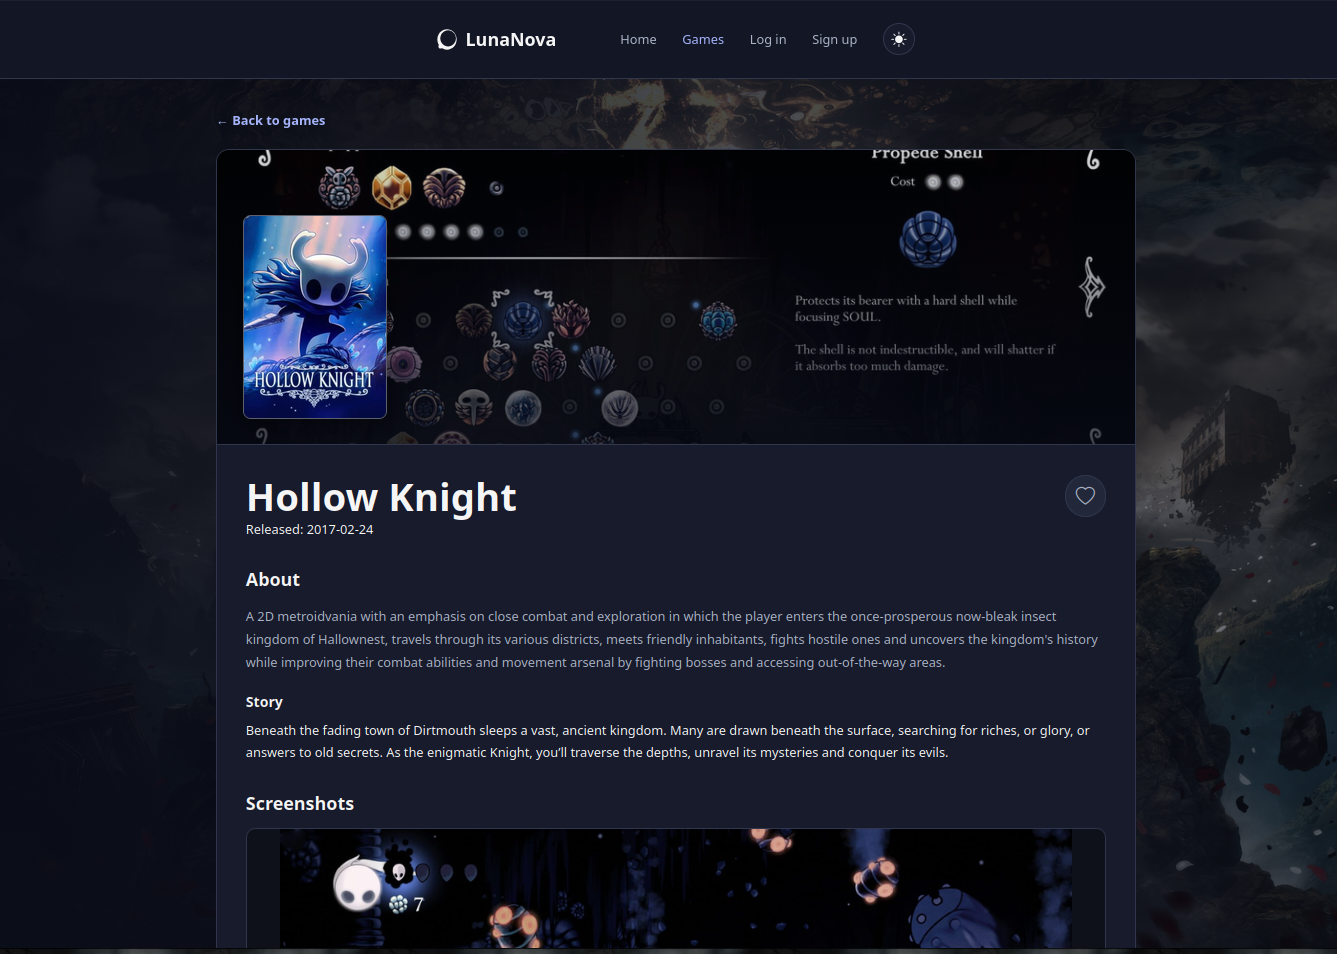 LunaNova
Home Games Log in Sign up
← Back to games
Propede Shell
Cost
HOLLOW KNIGHT
Protects its bearer with a hard shell while
focusing SOUL.
The shell is not indestructible, and will shatter if
it absorbs too much damage.
Hollow Knight
Released: 2017-02-24
About
A 2D metroidvania with an emphasis on close combat and exploration in which the player enters the once-prosperous now-bleak insect
kingdom of Hallownest, travels through its various districts, meets friendly inhabitants, fights hostile ones and uncovers the kingdom's history
while improving their combat abilities and movement arsenal by fighting bosses and accessing out-of-the-way areas.
Story
Beneath the fading town of Dirtmouth sleeps a vast, ancient kingdom. Many are drawn beneath the surface, searching for riches, or glory, or
answers to old secrets. As the enigmatic Knight, you’ll traverse the depths, unravel its mysteries and conquer its evils.
Screenshots
7